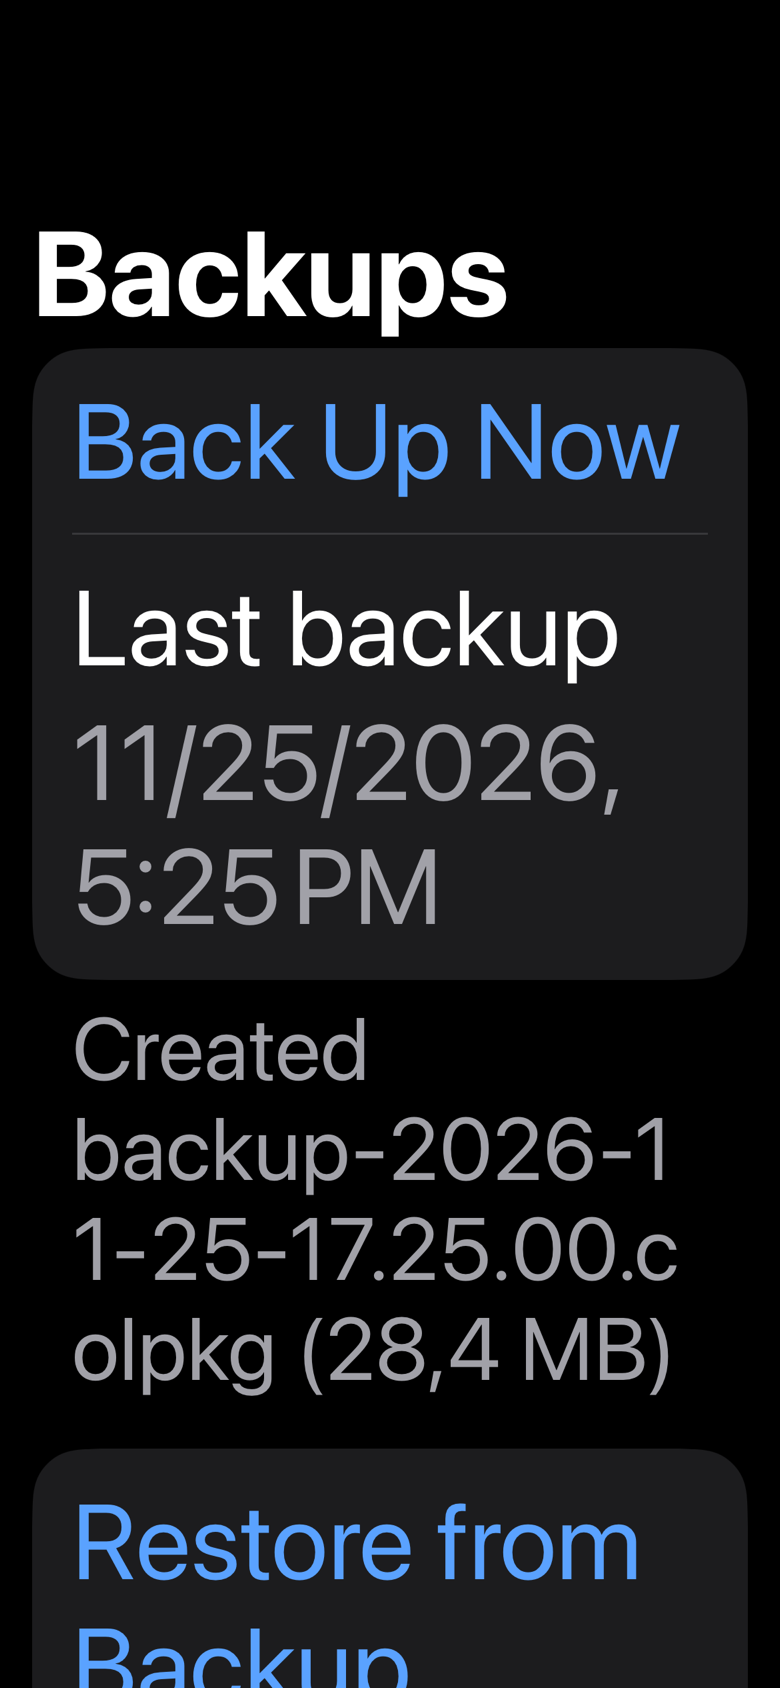 Backups
Back Up Now
Last backup
11/25/2026,
5:25 PM
Created
backup-2026-1
1-25-17.25.00.c
olpkg (28,4 MB)
Restore from
Backup